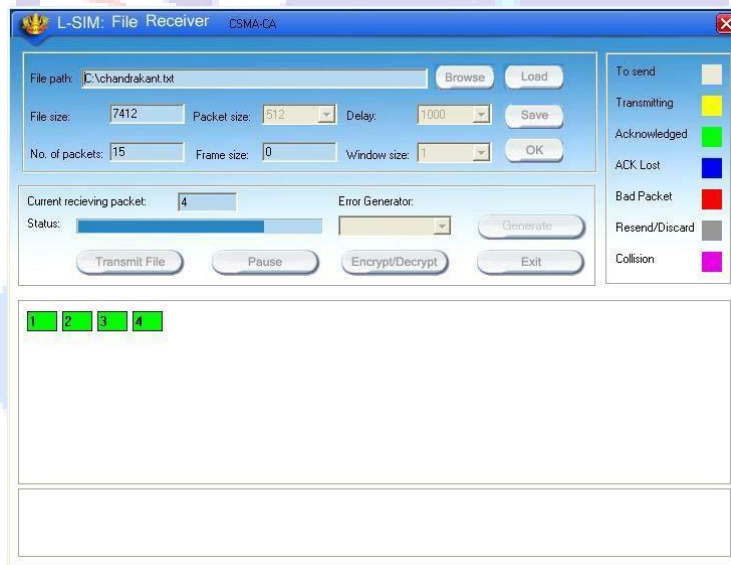 L-SIM: File Receiver CSMA-CA
File path: C:\chandrakant.txt Browse Load
File size: 7412 Packet size: 512 Delay: 1000 Save
No. of packets: 15 Frame size: 0 Window size: 1 OK
Current recieving packet: 4 Error Generator:
Status: Generate
Transmit File Pause Encrypt/Decrypt Exit
To send
Transmitting
Acknowledged
ACK Lost
Bad Packet
Resend/Discard
Collision
1 2 3 4